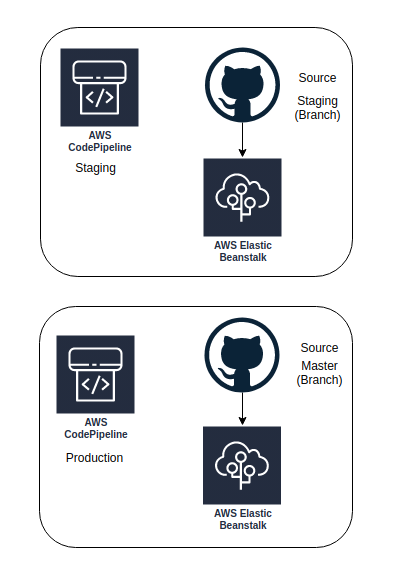 Source
AWS
CodePipeline
Staging
(Branch)
Staging
AWS Elastic
Beanstalk
Source
Master
(Branch)
AWS
CodePipeline
Production
AWS Elastic
Beanstalk